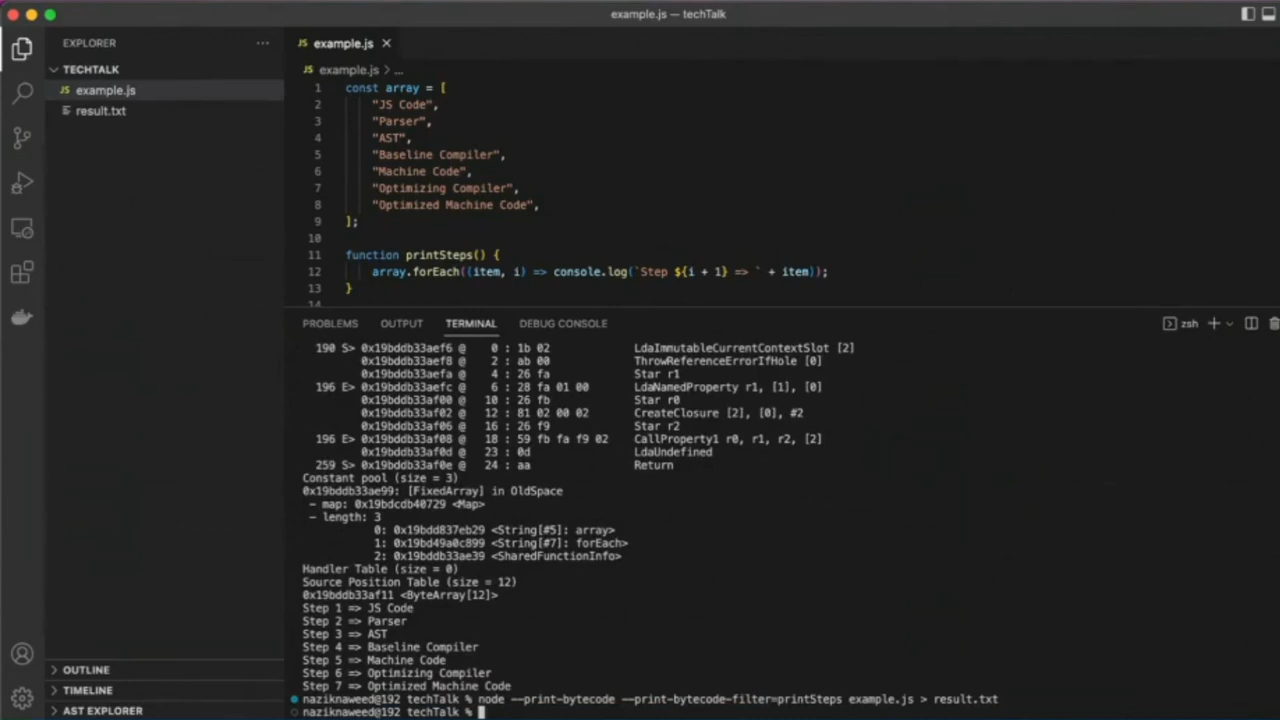 example.js — techTalk
EXPLORER ...
TECHTALK
JS example.js
result.txt
OUTLINE
TIMELINE
AST EXPLORER
JS example.js
JS example.js > ...
1 const array = [
2 "JS Code",
3 "Parser",
4 "AST",
5 "Baseline Compiler",
6 "Machine Code",
7 "Optimizing Compiler",
8 "Optimized Machine Code",
9 ];
10
11 function printSteps() {
12 array.forEach((item, i) => console.log(`Step ${i + 1} => ` + item));
13 }
14
PROBLEMS OUTPUT TERMINAL DEBUG CONSOLE zsh
190 S> 0x19bddb33aef6 @ 0 : 1b 02 LdaImmutableCurrentContextSlot [2]
0x19bddb33aef8 @ 2 : ab 00 ThrowReferenceErrorIfHole [0]
0x19bddb33aefa @ 4 : 26 fa Star r1
196 E> 0x19bddb33aefc @ 6 : 28 fa 01 00 LdaNamedProperty r1, [1], [0]
0x19bddb33af00 @ 10 : 26 fb Star r0
0x19bddb33af02 @ 12 : 81 02 00 02 CreateClosure [2], [0], #2
0x19bddb33af06 @ 16 : 26 f9 Star r2
196 E> 0x19bddb33af08 @ 18 : 59 fb fa f9 02 CallProperty1 r0, r1, r2, [2]
0x19bddb33af0d @ 23 : 0d LdaUndefined
259 S> 0x19bddb33af0e @ 24 : aa Return
Constant pool (size = 3)
0x19bddb33ae99: [FixedArray] in OldSpace
- map: 0x19bdcdb40729 <Map>
- length: 3
0: 0x19bdd837eb29 <String[#5]: array>
1: 0x19bd49a0c899 <String[#7]: forEach>
2: 0x19bddb33ae39 <SharedFunctionInfo>
Handler Table (size = 0)
Source Position Table (size = 12)
0x19bddb33af11 <ByteArray[12]>
Step 1 => JS Code
Step 2 => Parser
Step 3 => AST
Step 4 => Baseline Compiler
Step 5 => Machine Code
Step 6 => Optimizing Compiler
Step 7 => Optimized Machine Code
naziknaweed@192 techTalk % node --print-bytecode --print-bytecode-filter=printSteps example.js > result.txt
naziknaweed@192 techTalk %